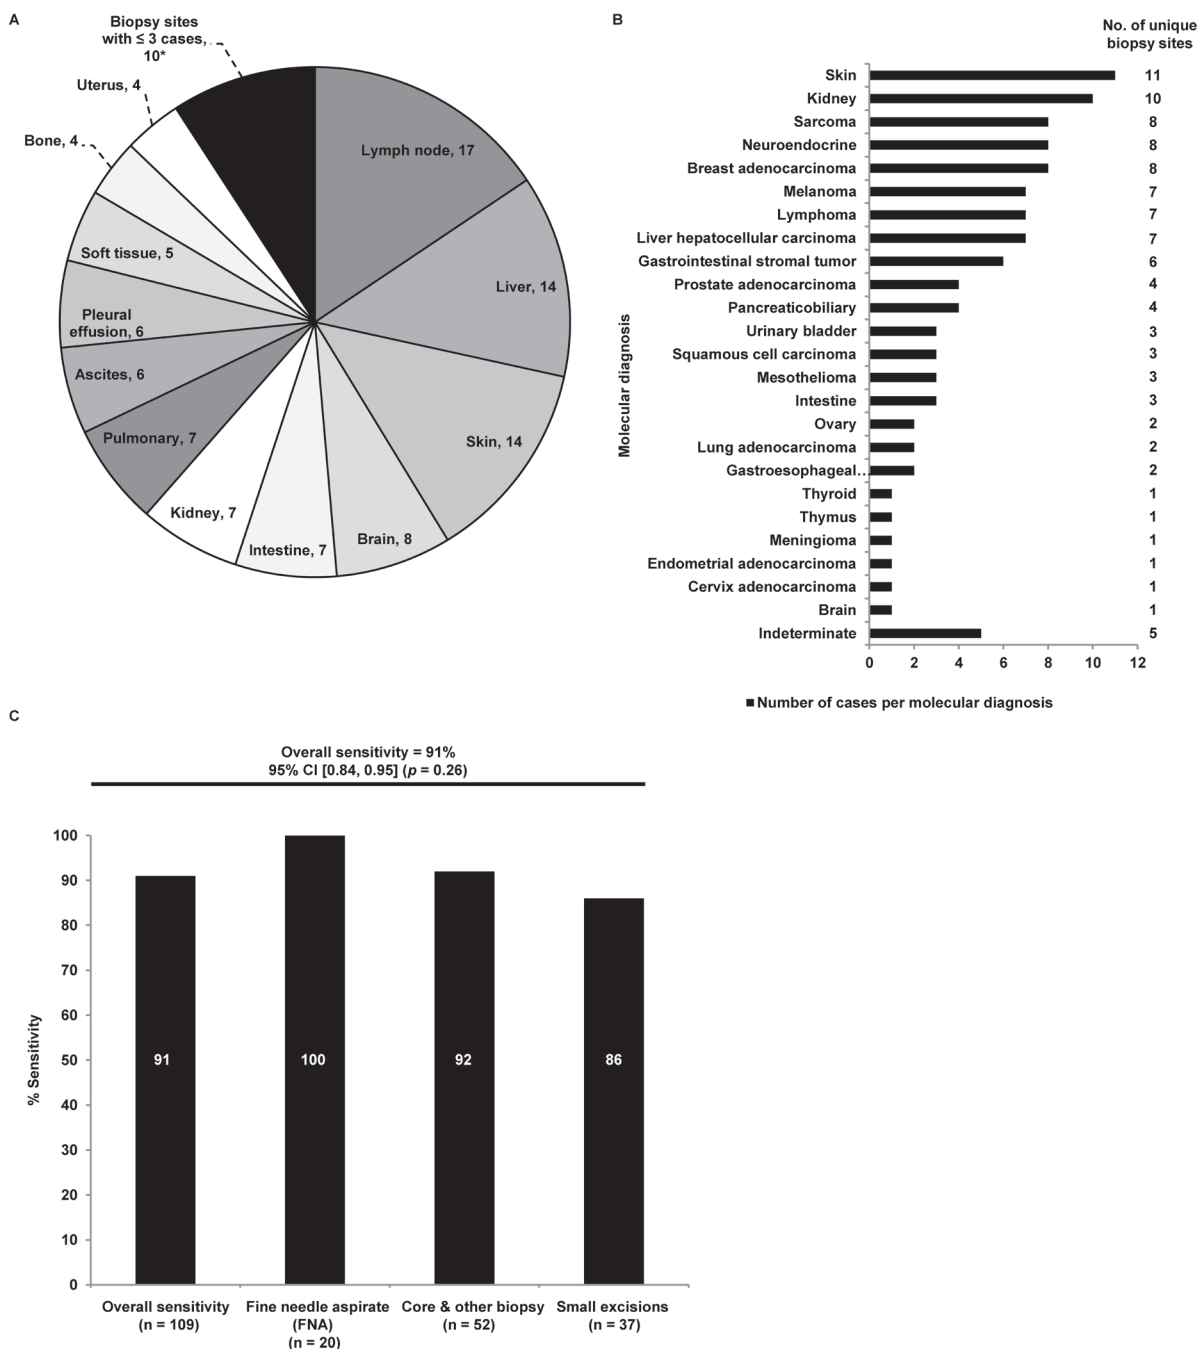 A
Biopsy sites
with ≤ 3 cases,
10*
Uterus, 4
Bone, 4
Lymph node, 17
Soft tissue, 5
Liver, 14
Pleural
effusion, 6
Ascites, 6
Pulmonary, 7
Skin, 14
Kidney, 7
Intestine, 7
Brain, 8
B
No. of unique
biopsy sites
Molecular diagnosis
Skin 11
Kidney 10
Sarcoma 8
Neuroendocrine 8
Breast adenocarcinoma 8
Melanoma 7
Lymphoma 7
Liver hepatocellular carcinoma 7
Gastrointestinal stromal tumor 6
Prostate adenocarcinoma 4
Pancreaticobiliary 4
Urinary bladder 3
Squamous cell carcinoma 3
Mesothelioma 3
Intestine 3
Ovary 2
Lung adenocarcinoma 2
Gastroesophageal… 2
Thyroid 1
Thymus 1
Meningioma 1
Endometrial adenocarcinoma 1
Cervix adenocarcinoma 1
Brain 1
Indeterminate 5
0 2 4 6 8 10 12
Number of cases per molecular diagnosis
C
Overall sensitivity = 91%
95% CI [0.84, 0.95] (p = 0.26)
% Sensitivity
100
90
80
70
60
50
40
30
20
10
0
91 100 92 86
Overall sensitivity
(n = 109)
Fine needle aspirate
(FNA)
(n = 20)
Core & other biopsy
(n = 52)
Small excisions
(n = 37)